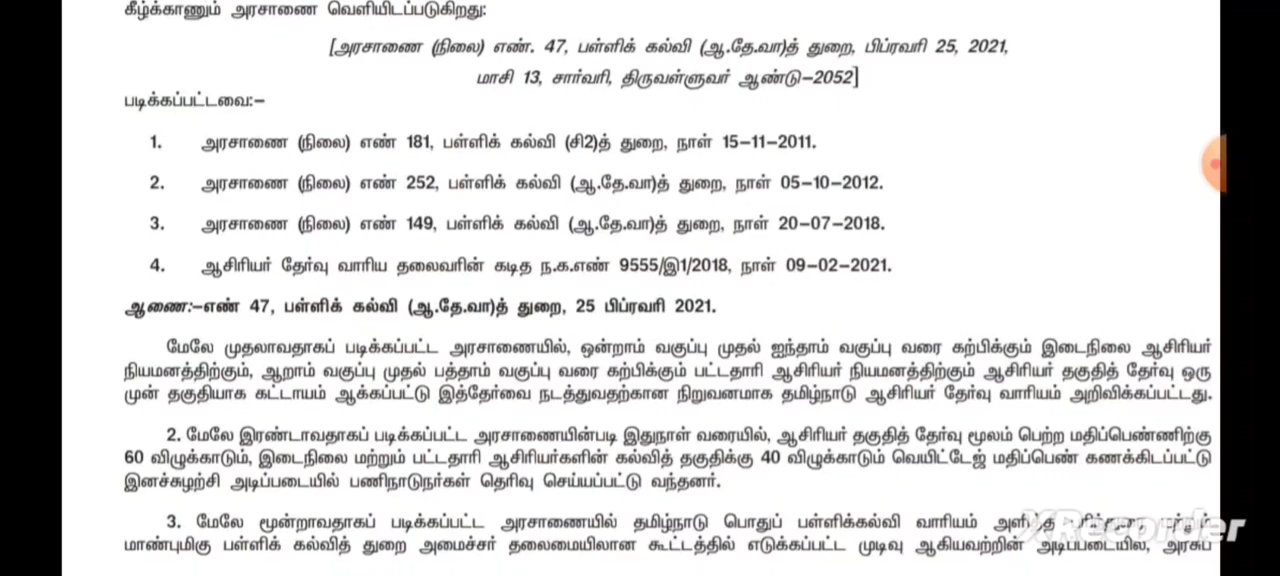 கீழ்க்காணும் அரசாணை வெளியிடப்படுகிறது:
[அரசாணை (நிலை) எண். 47, பள்ளிக் கல்வி (ஆ.தே.வா)த் துறை, பிப்ரவரி 25, 2021,
மாசி 13, சார்வரி, திருவள்ளுவர் ஆண்டு–2052]
படிக்கப்பட்டவை:–
1. அரசாணை (நிலை) எண் 181, பள்ளிக் கல்வி (சி2)த் துறை, நாள் 15–11–2011.
2. அரசாணை (நிலை) எண் 252, பள்ளிக் கல்வி (ஆ.தே.வா)த் துறை, நாள் 05–10–2012.
3. அரசாணை (நிலை) எண் 149, பள்ளிக் கல்வி (ஆ.தே.வா)த் துறை, நாள் 20–07–2018.
4. ஆசிரியர் தேர்வு வாரிய தலைவரின் கடித ந.க.எண் 9555/இ1/2018, நாள் 09–02–2021.
ஆணை:–எண் 47, பள்ளிக் கல்வி (ஆ.தே.வா)த் துறை, 25 பிப்ரவரி 2021.
மேலே முதலாவதாகப் படிக்கப்பட்ட அரசாணையில், ஒன்றாம் வகுப்பு முதல் ஐந்தாம் வகுப்பு வரை கற்பிக்கும் இடைநிலை ஆசிரியர்
நியமனத்திற்கும், ஆறாம் வகுப்பு முதல் பத்தாம் வகுப்பு வரை கற்பிக்கும் பட்டதாரி ஆசிரியர் நியமனத்திற்கும் ஆசிரியர் தகுதித் தேர்வு ஒரு
முன் தகுதியாக கட்டாயம் ஆக்கப்பட்டு இத்தேர்வை நடத்துவதற்கான நிறுவனமாக தமிழ்நாடு ஆசிரியர் தேர்வு வாரியம் அறிவிக்கப்பட்டது.
2. மேலே இரண்டாவதாகப் படிக்கப்பட்ட அரசாணையின்படி இதுநாள் வரையில், ஆசிரியர் தகுதித் தேர்வு மூலம் பெற்ற மதிப்பெண்ணிற்கு
60 விழுக்காடும், இடைநிலை மற்றும் பட்டதாரி ஆசிரியர்களின் கல்வித் தகுதிக்கு 40 விழுக்காடும் வெயிட்டேஜ் மதிப்பெண் கணக்கிடப்பட்டு
இனச்சுழற்சி அடிப்படையில் பணிநாடுநர்கள் தெரிவு செய்யப்பட்டு வந்தனர்.
3. மேலே மூன்றாவதாகப் படிக்கப்பட்ட அரசாணையில் தமிழ்நாடு பொதுப் பள்ளிக்கல்வி வாரியம்
மாண்புமிகு பள்ளிக் கல்வித் துறை அமைச்சர் தலைமையிலான கூட்டத்தில் எடுக்கப்பட்ட முடிவு ஆகியவற்றின் அடிப்படையில், அரசுப்
XRecorder